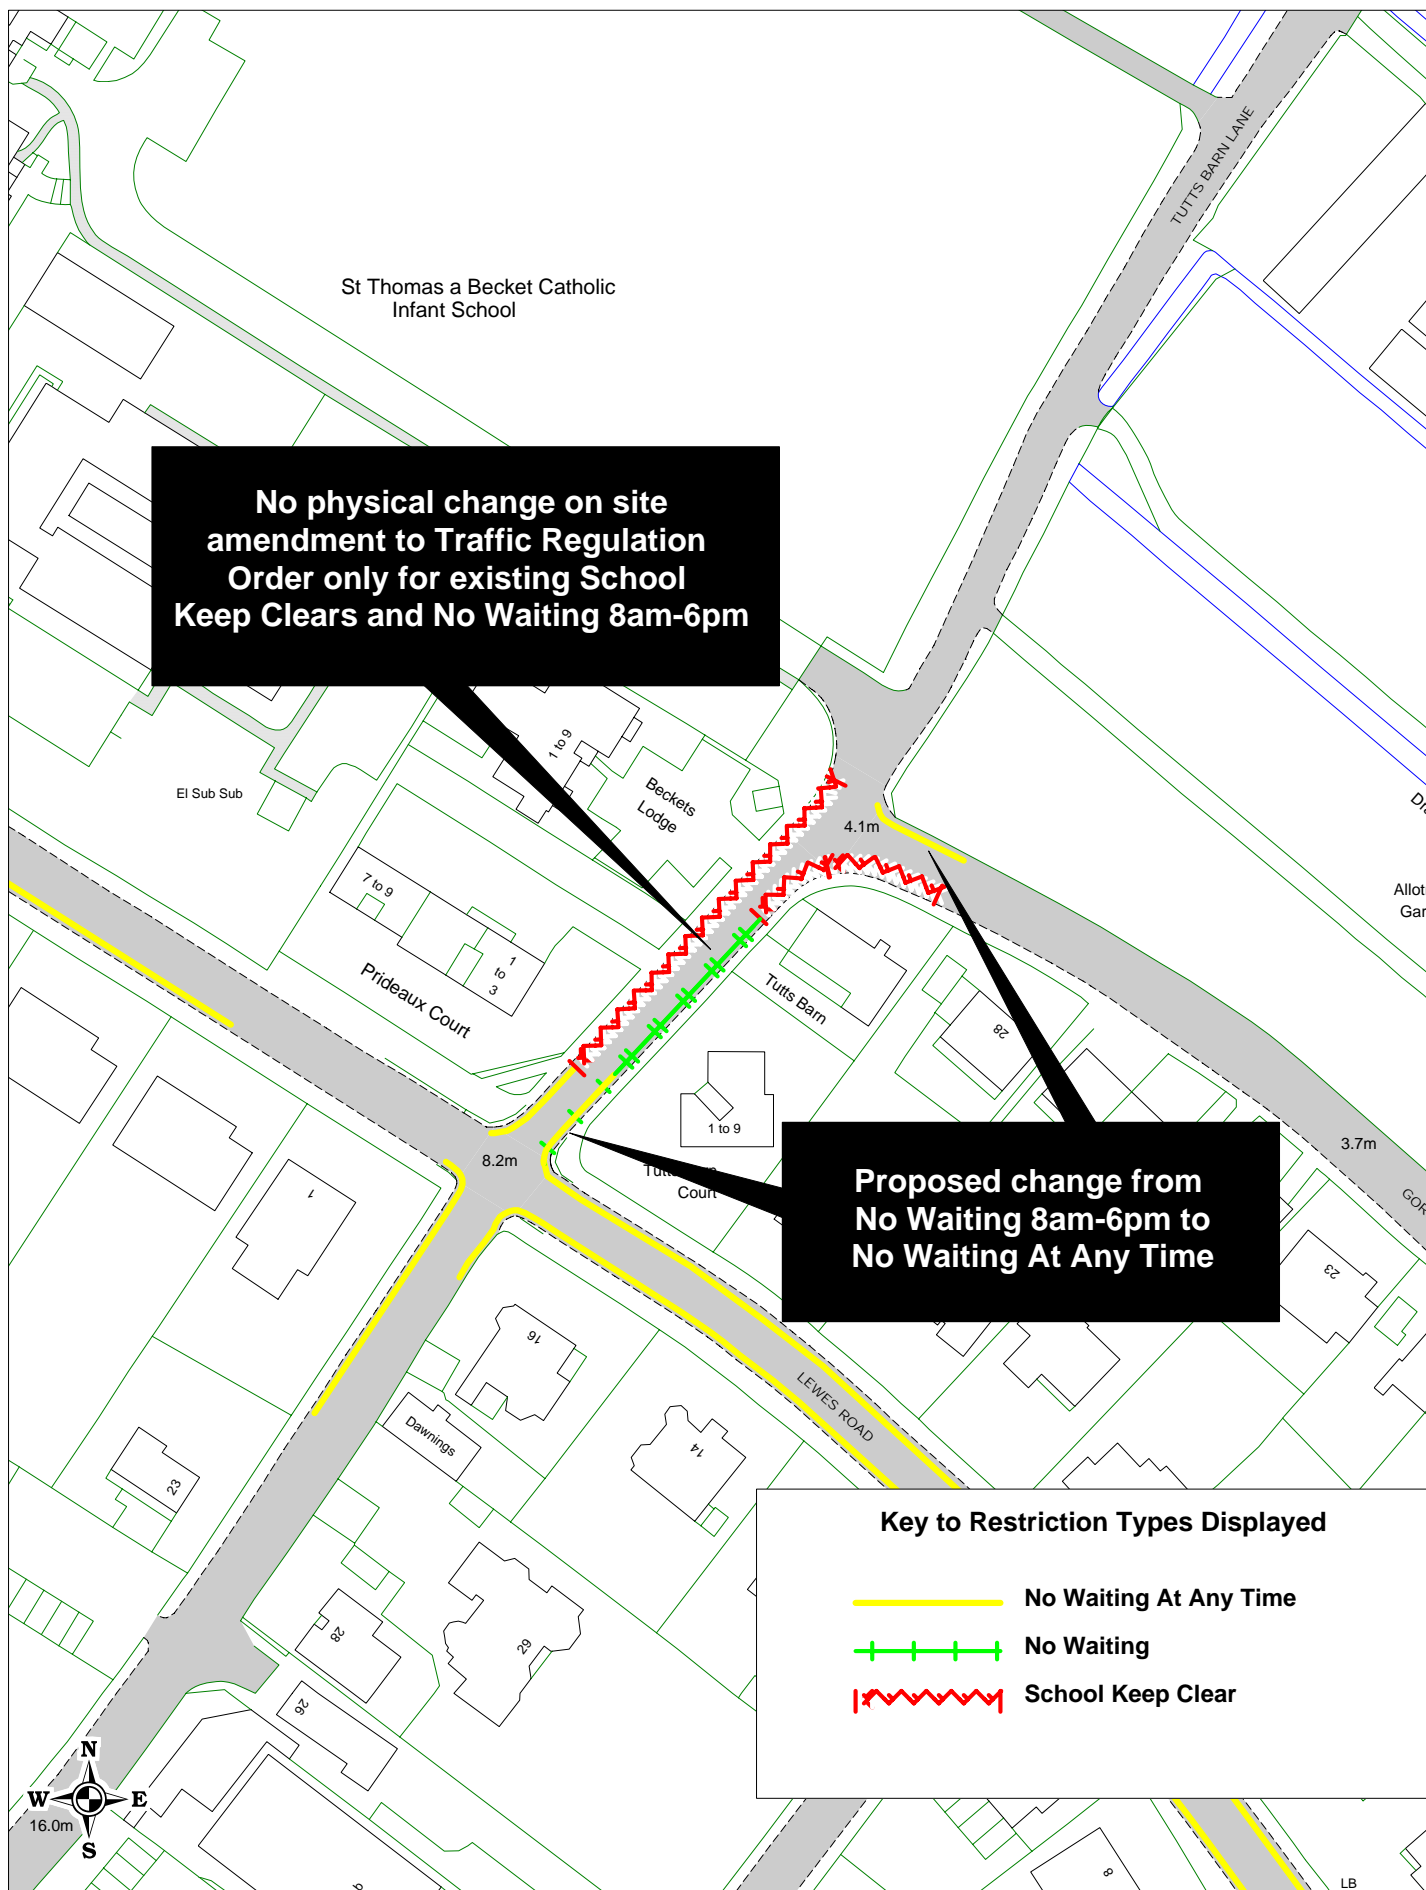 TUTTS BARN LANE
St Thomas a Becket Catholic
Infant School
No physical change on site
amendment to Traffic Regulation
Order only for existing School
Keep Clears and No Waiting 8am-6pm
1 to 9
Beckets
Lodge
El Sub Sub
4.1m
7 to 9
1
to
3
Prideaux Court
Tutts Barn
28
1 to 9
Court
8.2m
3.7m
Proposed change from
No Waiting 8am-6pm to
No Waiting At Any Time
1
23
16
LEWES ROAD
Dawnings
14
23
Key to Restriction Types Displayed
No Waiting At Any Time
No Waiting
School Keep Clear
28
29
26
N
W E
S
16.0m
8
LB